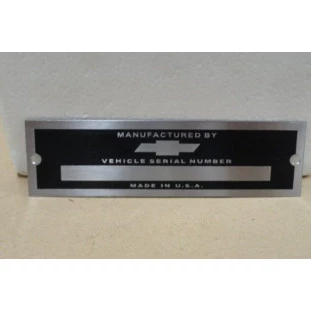 MANUFACTURED BY
VEHICLE SERIAL NUMBER
MADE IN U.S.A.